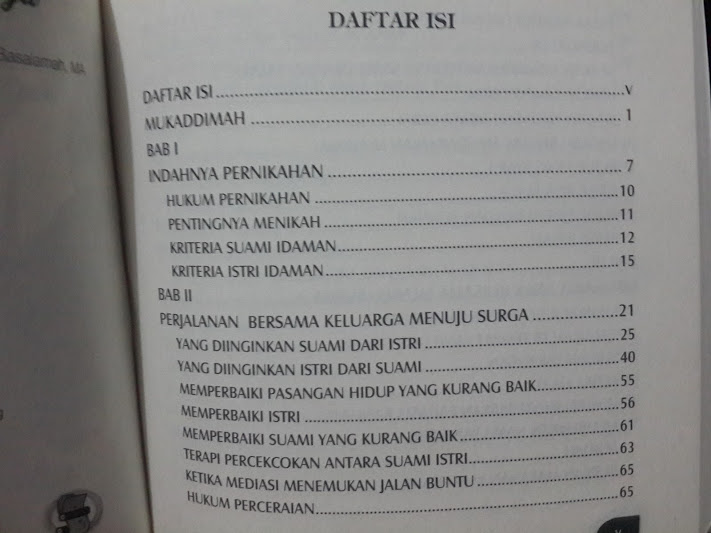 Basalamah, MA
DAFTAR ISI
DAFTAR ISI ........ v
MUKADDIMAH ........ 1
BAB I
INDAHNYA PERNIKAHAN ........ 7
HUKUM PERNIKAHAN ........ 10
PENTINGNYA MENIKAH ........ 11
KRITERIA SUAMI IDAMAN ........ 12
KRITERIA ISTRI IDAMAN ........ 15
BAB II
PERJALANAN BERSAMA KELUARGA MENUJU SURGA ........ 21
YANG DIINGINKAN SUAMI DARI ISTRI ........ 25
YANG DIINGINKAN ISTRI DARI SUAMI ........ 40
MEMPERBAIKI PASANGAN HIDUP YANG KURANG BAIK ........ 55
MEMPERBAIKI ISTRI ........ 56
MEMPERBAIKI SUAMI YANG KURANG BAIK ........ 61
TERAPI PERCEKCOKAN ANTARA SUAMI ISTRI ........ 63
KETIKA MEDIASI MENEMUKAN JALAN BUNTU ........ 65
HUKUM PERCERAIAN ........ 65